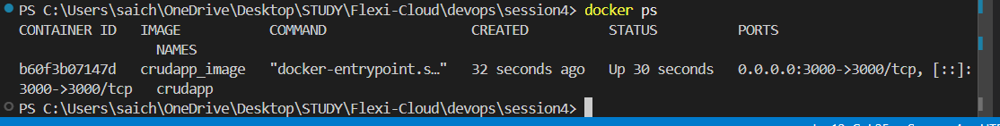 PS C:\Users\saich\OneDrive\Desktop\STUDY\Flexi-Cloud\devops\session4> docker ps
CONTAINER ID   IMAGE           COMMAND                  CREATED          STATUS          PORTS
                   NAMES
b60f3b07147d   crudapp_image   "docker-entrypoint.s…"   32 seconds ago   Up 30 seconds   0.0.0.0:3000->3000/tcp, [::]:
3000->3000/tcp   crudapp
PS C:\Users\saich\OneDrive\Desktop\STUDY\Flexi-Cloud\devops\session4>